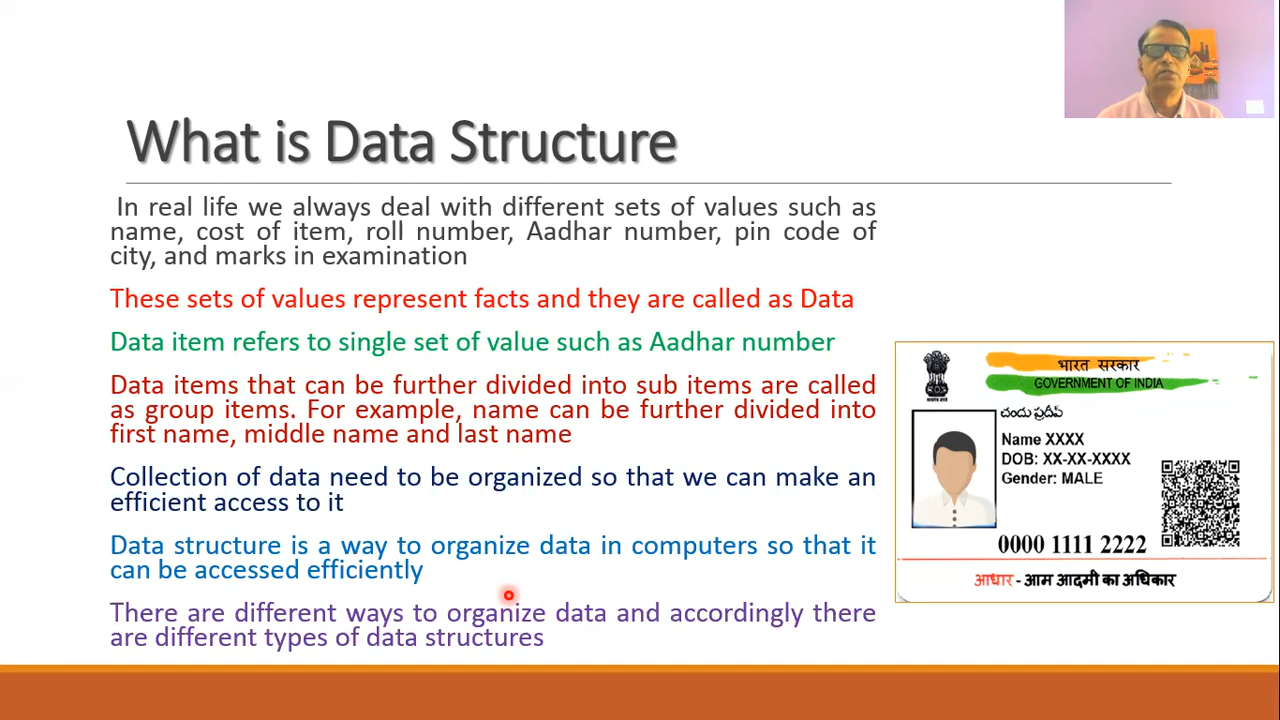 What is Data Structure
In real life we always deal with different sets of values such as
name, cost of item, roll number, Aadhar number, pin code of
city, and marks in examination
These sets of values represent facts and they are called as Data
Data item refers to single set of value such as Aadhar number
Data items that can be further divided into sub items are called
as group items. For example, name can be further divided into
first name, middle name and last name
Collection of data need to be organized so that we can make an
efficient access to it
Data structure is a way to organize data in computers so that it
can be accessed efficiently
There are different ways to organize data and accordingly there
are different types of data structures
भारत सरकार
GOVERNMENT OF INDIA
చందు ప్రదీప్
Name XXXX
DOB: XX-XX-XXXX
Gender: MALE
0000 1111 2222
आधार - आम आदमी का अधिकार